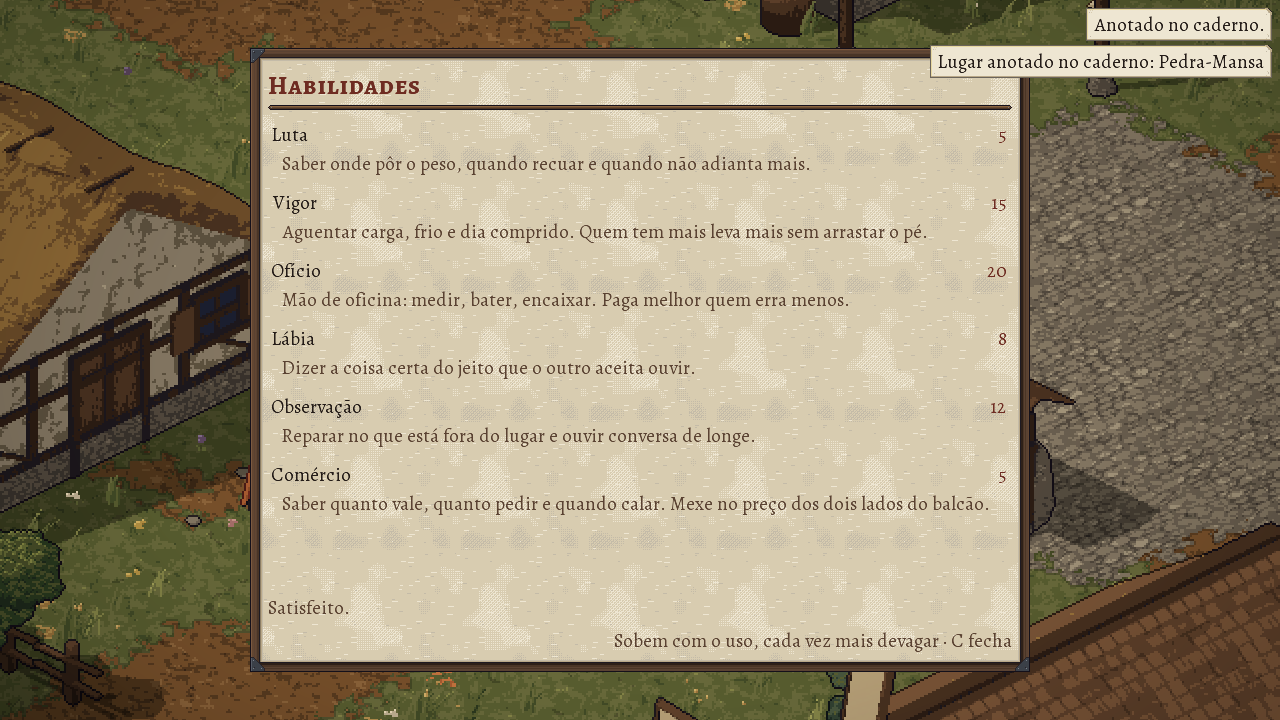 Anotado no caderno.
Lugar anotado no caderno: Pedra-Mansa
Habilidades
Luta 5
Saber onde pôr o peso, quando recuar e quando não adianta mais.
Vigor 15
Aguentar carga, frio e dia comprido. Quem tem mais leva mais sem arrastar o pé.
Ofício 20
Mão de oficina: medir, bater, encaixar. Paga melhor quem erra menos.
Lábia 8
Dizer a coisa certa do jeito que o outro aceita ouvir.
Observação 12
Reparar no que está fora do lugar e ouvir conversa de longe.
Comércio 5
Saber quanto vale, quanto pedir e quando calar. Mexe no preço dos dois lados do balcão.
Satisfeito.
Sobem com o uso, cada vez mais devagar · C fecha